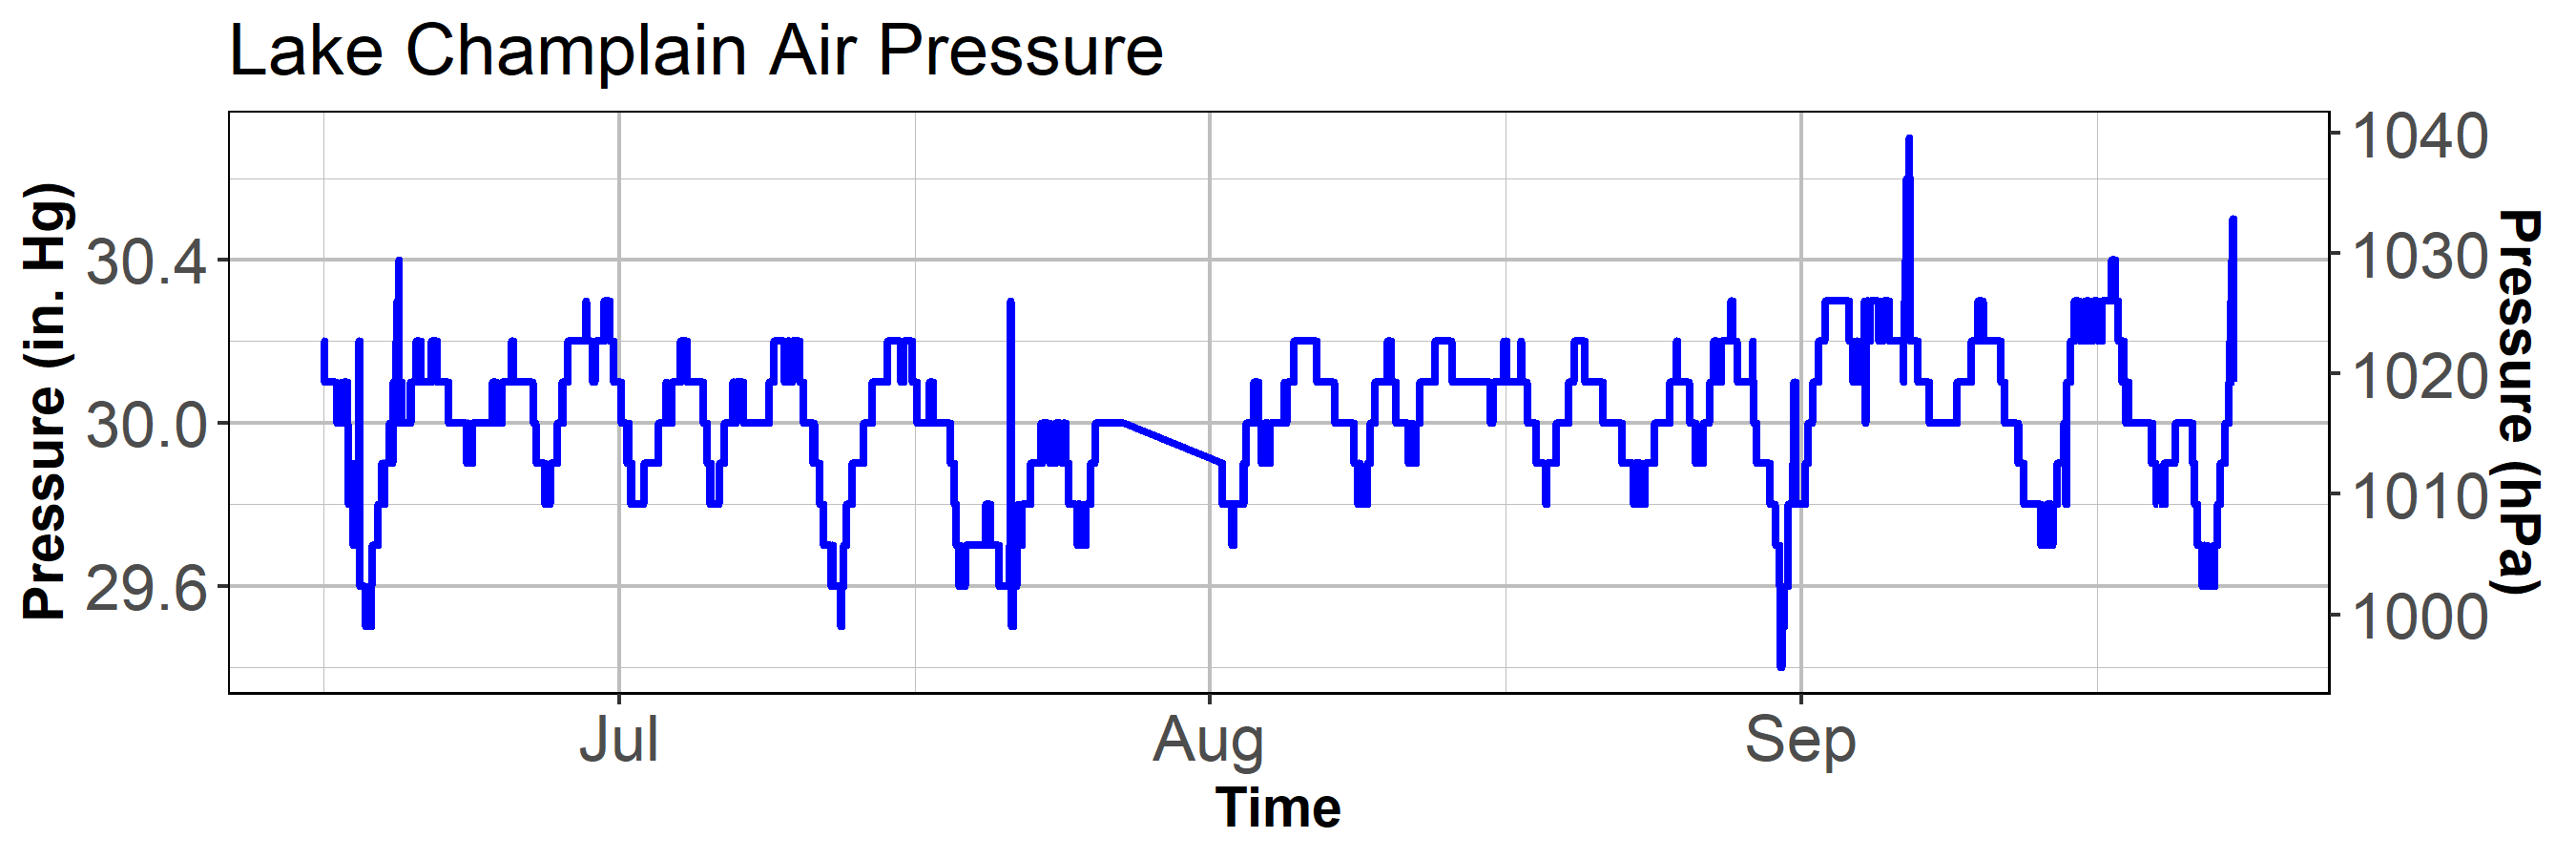 Lake Champlain Air Pressure
Pressure (in. Hg)
30.4
30.0
29.6
1040
1030
1020
1010
1000
Pressure (hPa)
Jul Aug Sep
Time